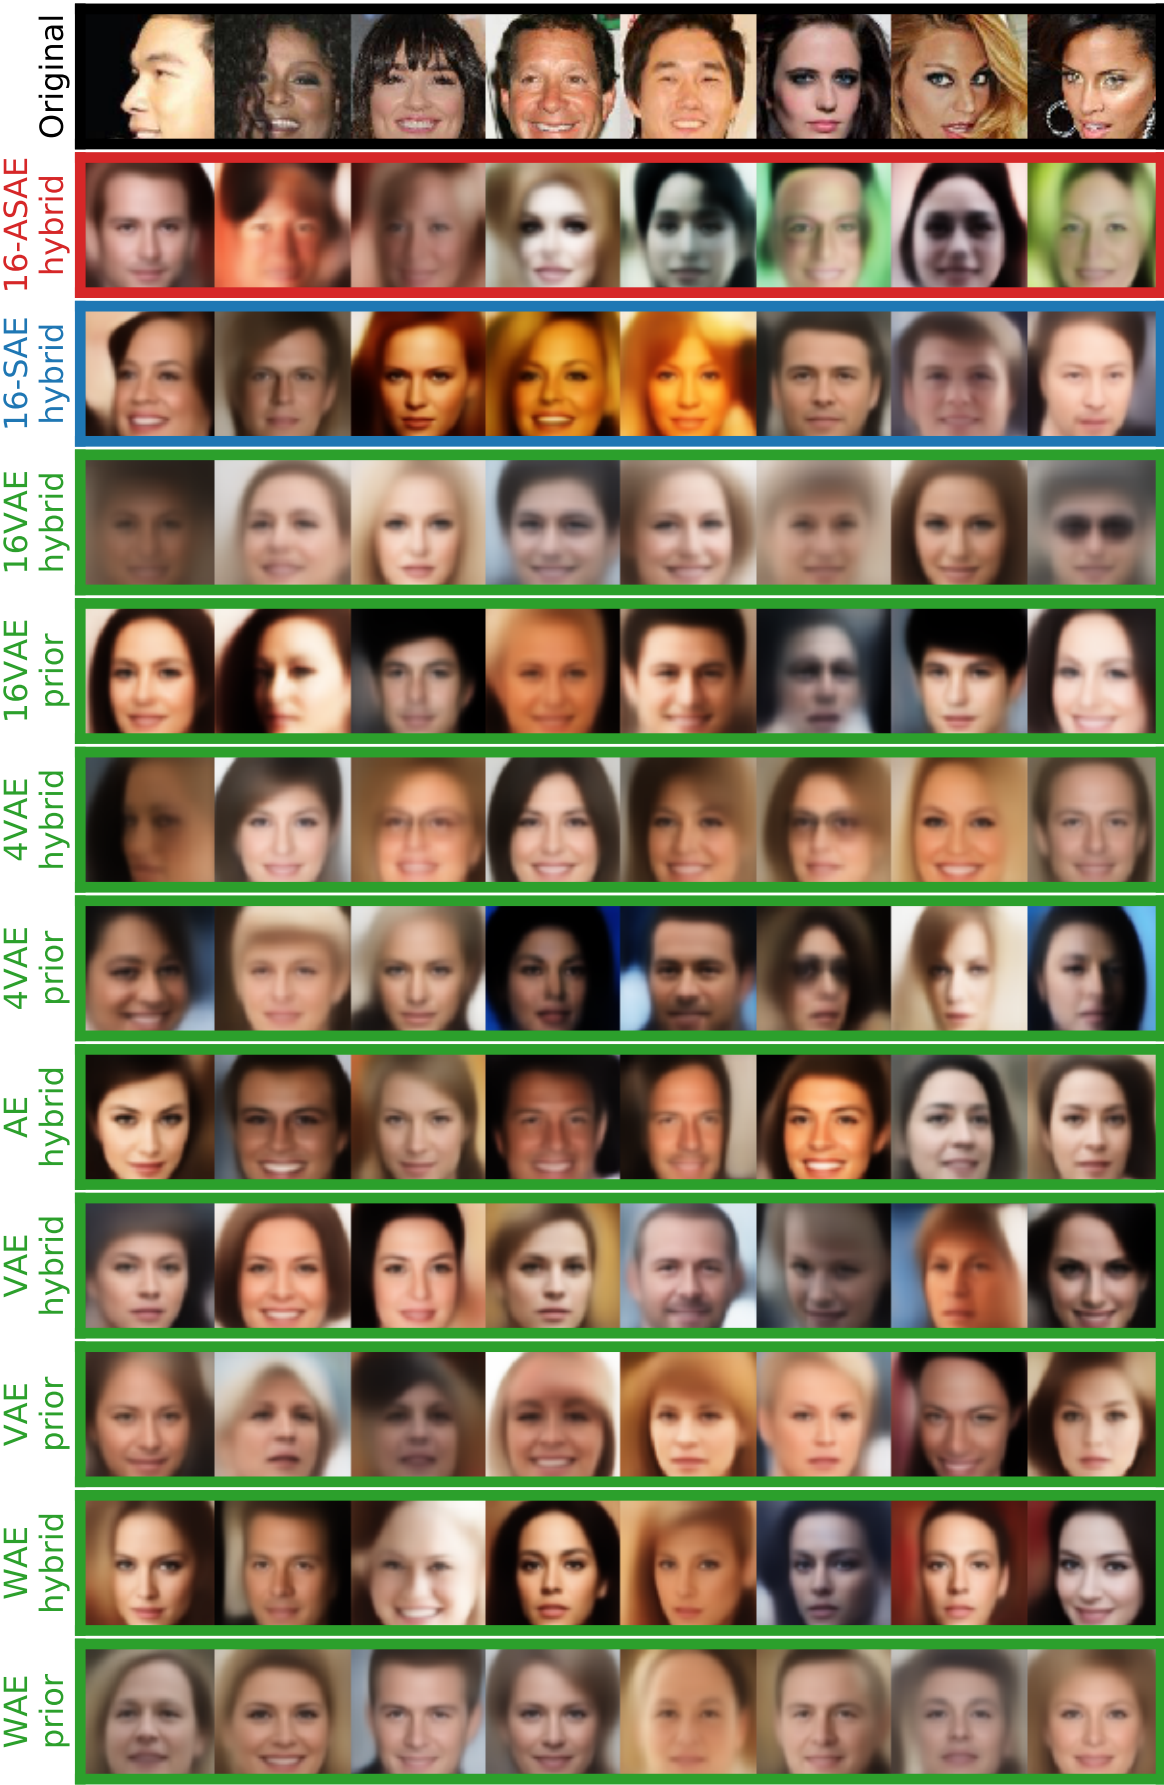 Original
16-ASAE
hybrid
16-SAE
hybrid
16VAE
hybrid
16VAE
prior
4VAE
hybrid
4VAE
prior
AE
hybrid
VAE
hybrid
VAE
prior
WAE
hybrid
WAE
prior